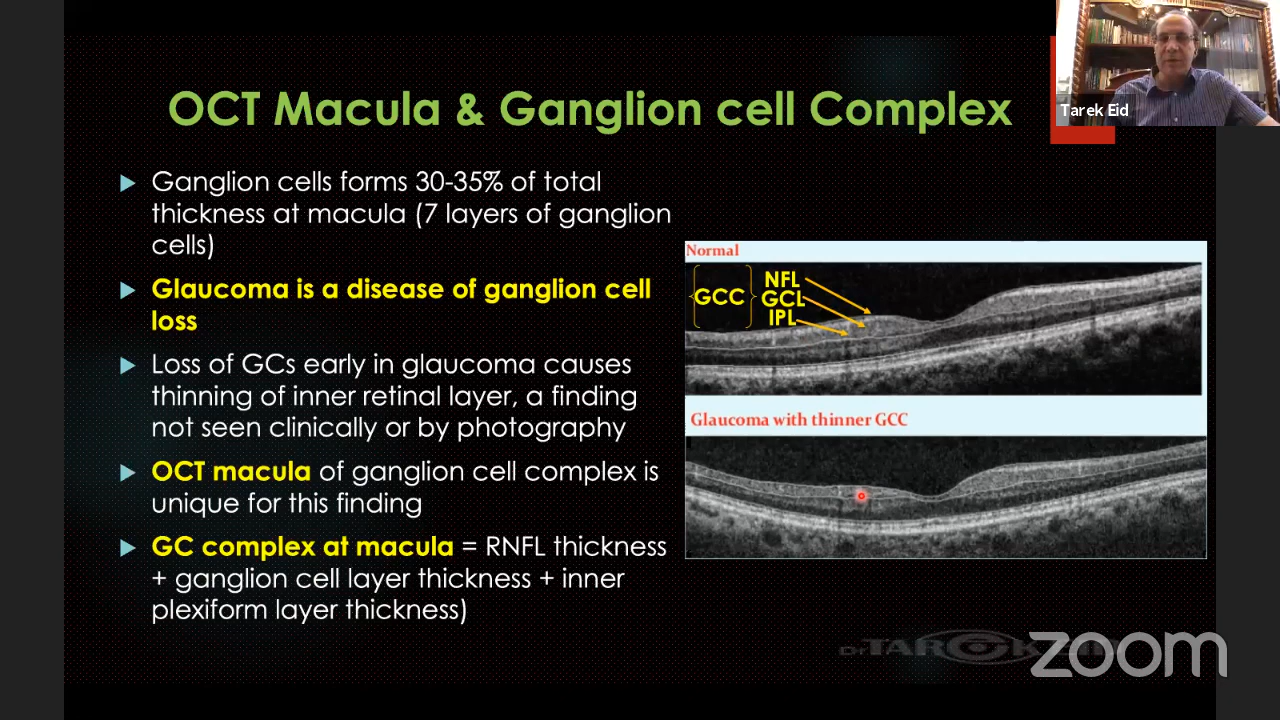 OCT Macula & Ganglion cell Complex
Tarek Eid
Ganglion cells forms 30-35% of total
thickness at macula (7 layers of ganglion
cells)
Glaucoma is a disease of ganglion cell
loss
Loss of GCs early in glaucoma causes
thinning of inner retinal layer, a finding
not seen clinically or by photography
OCT macula of ganglion cell complex is
unique for this finding
GC complex at macula = RNFL thickness
+ ganglion cell layer thickness + inner
plexiform layer thickness)
Normal
GCC
NFL
GCL
IPL
Glaucoma with thinner GCC
zoom